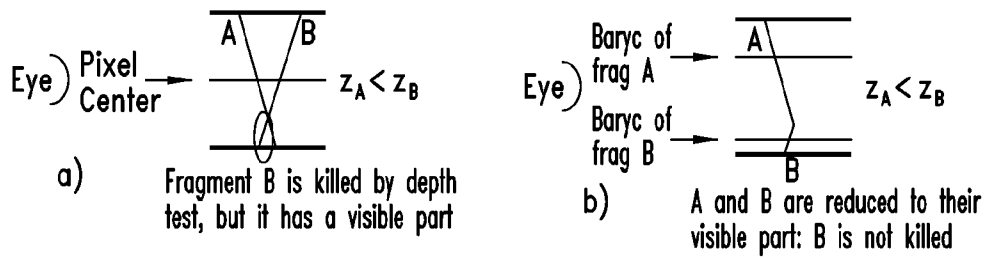 A B
Eye) Pixel
Center
z_A < z_B
a)
Fragment B is killed by depth
test, but it has a visible part
Baryc of
frag A
A
Eye)
z_A < z_B
Baryc of
frag B
B
b)
A and B are reduced to their
visible part: B is not killed